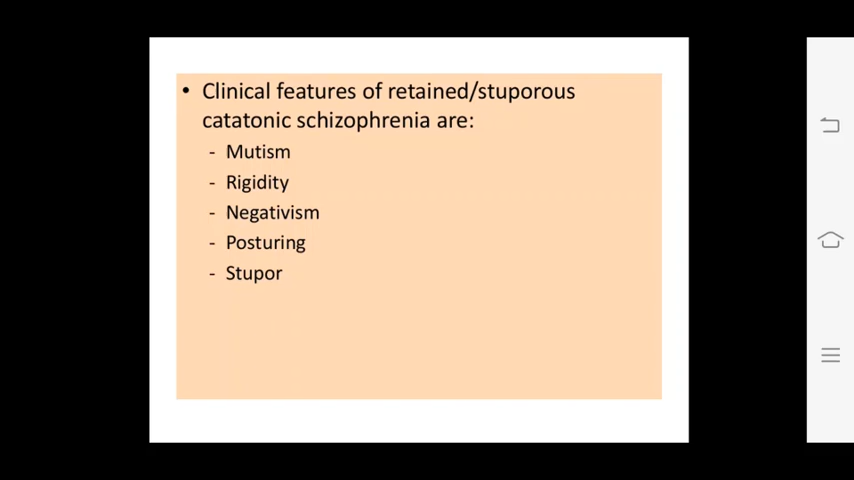 • Clinical features of retained/stuporous
catatonic schizophrenia are:
- Mutism
- Rigidity
- Negativism
- Posturing
- Stupor